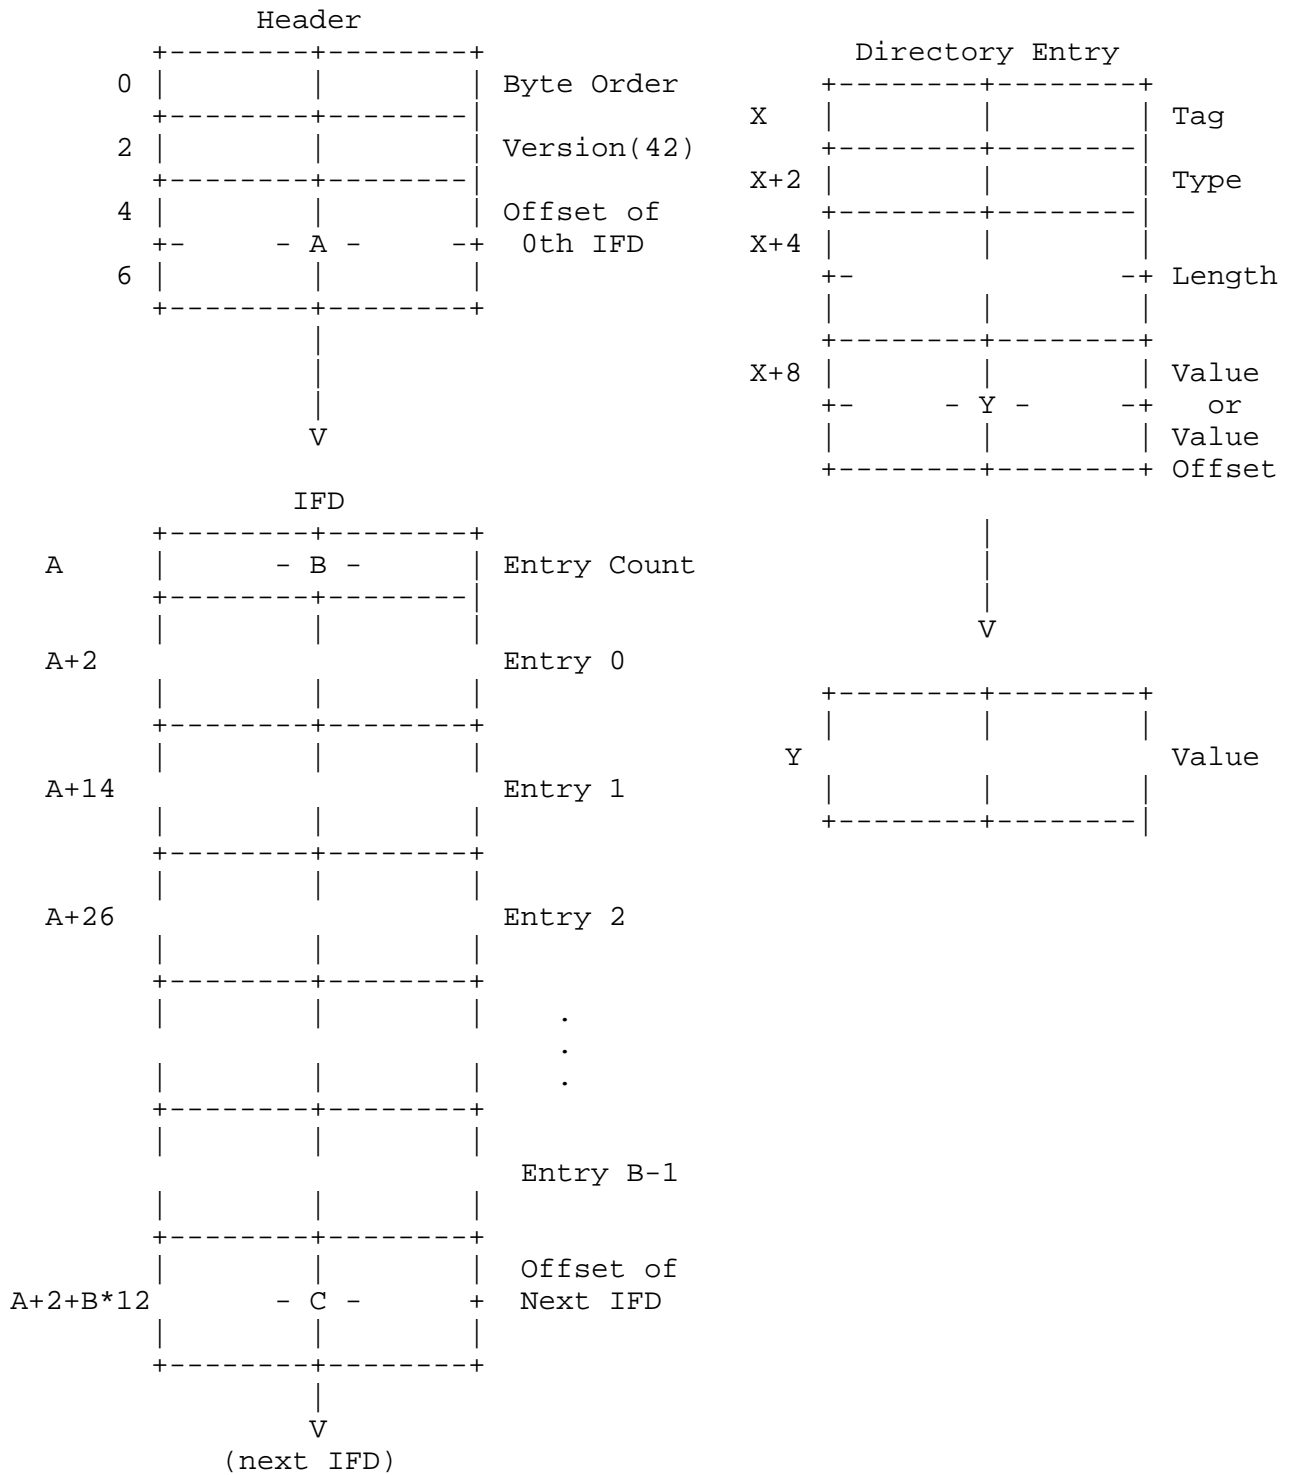 Header
0 Byte Order
2 Version(42)
4 Offset of
- A - 0th IFD
6
V
IFD
A - B - Entry Count
A+2 Entry 0
A+14 Entry 1
A+26 Entry 2
.
.
.
Entry B-1
Offset of
A+2+B*12 - C - Next IFD
V
(next IFD)
Directory Entry
X Tag
X+2 Type
X+4
Length
X+8 Value
- Y - or
Value
Offset
V
Y Value